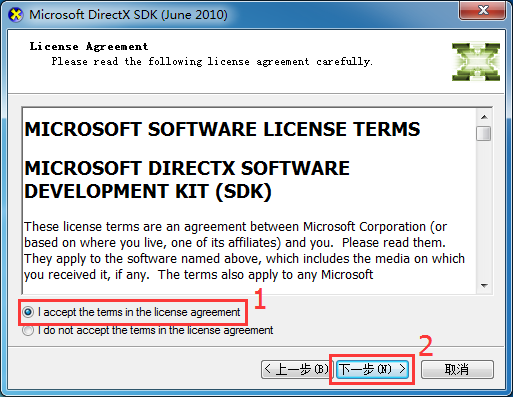 Microsoft DirectX SDK (June 2010)
License Agreement
Please read the following license agreement carefully.
MICROSOFT SOFTWARE LICENSE TERMS
MICROSOFT DIRECTX SOFTWARE
DEVELOPMENT KIT (SDK)
These license terms are an agreement between Microsoft Corporation (or
based on where you live, one of its affiliates) and you.  Please read them.
They apply to the software named above, which includes the media on which
you received it, if any.  The terms also apply to any Microsoft
I accept the terms in the license agreement 1
I do not accept the terms in the license agreement
2
< 上一步(B) 下一步(N) > 取消